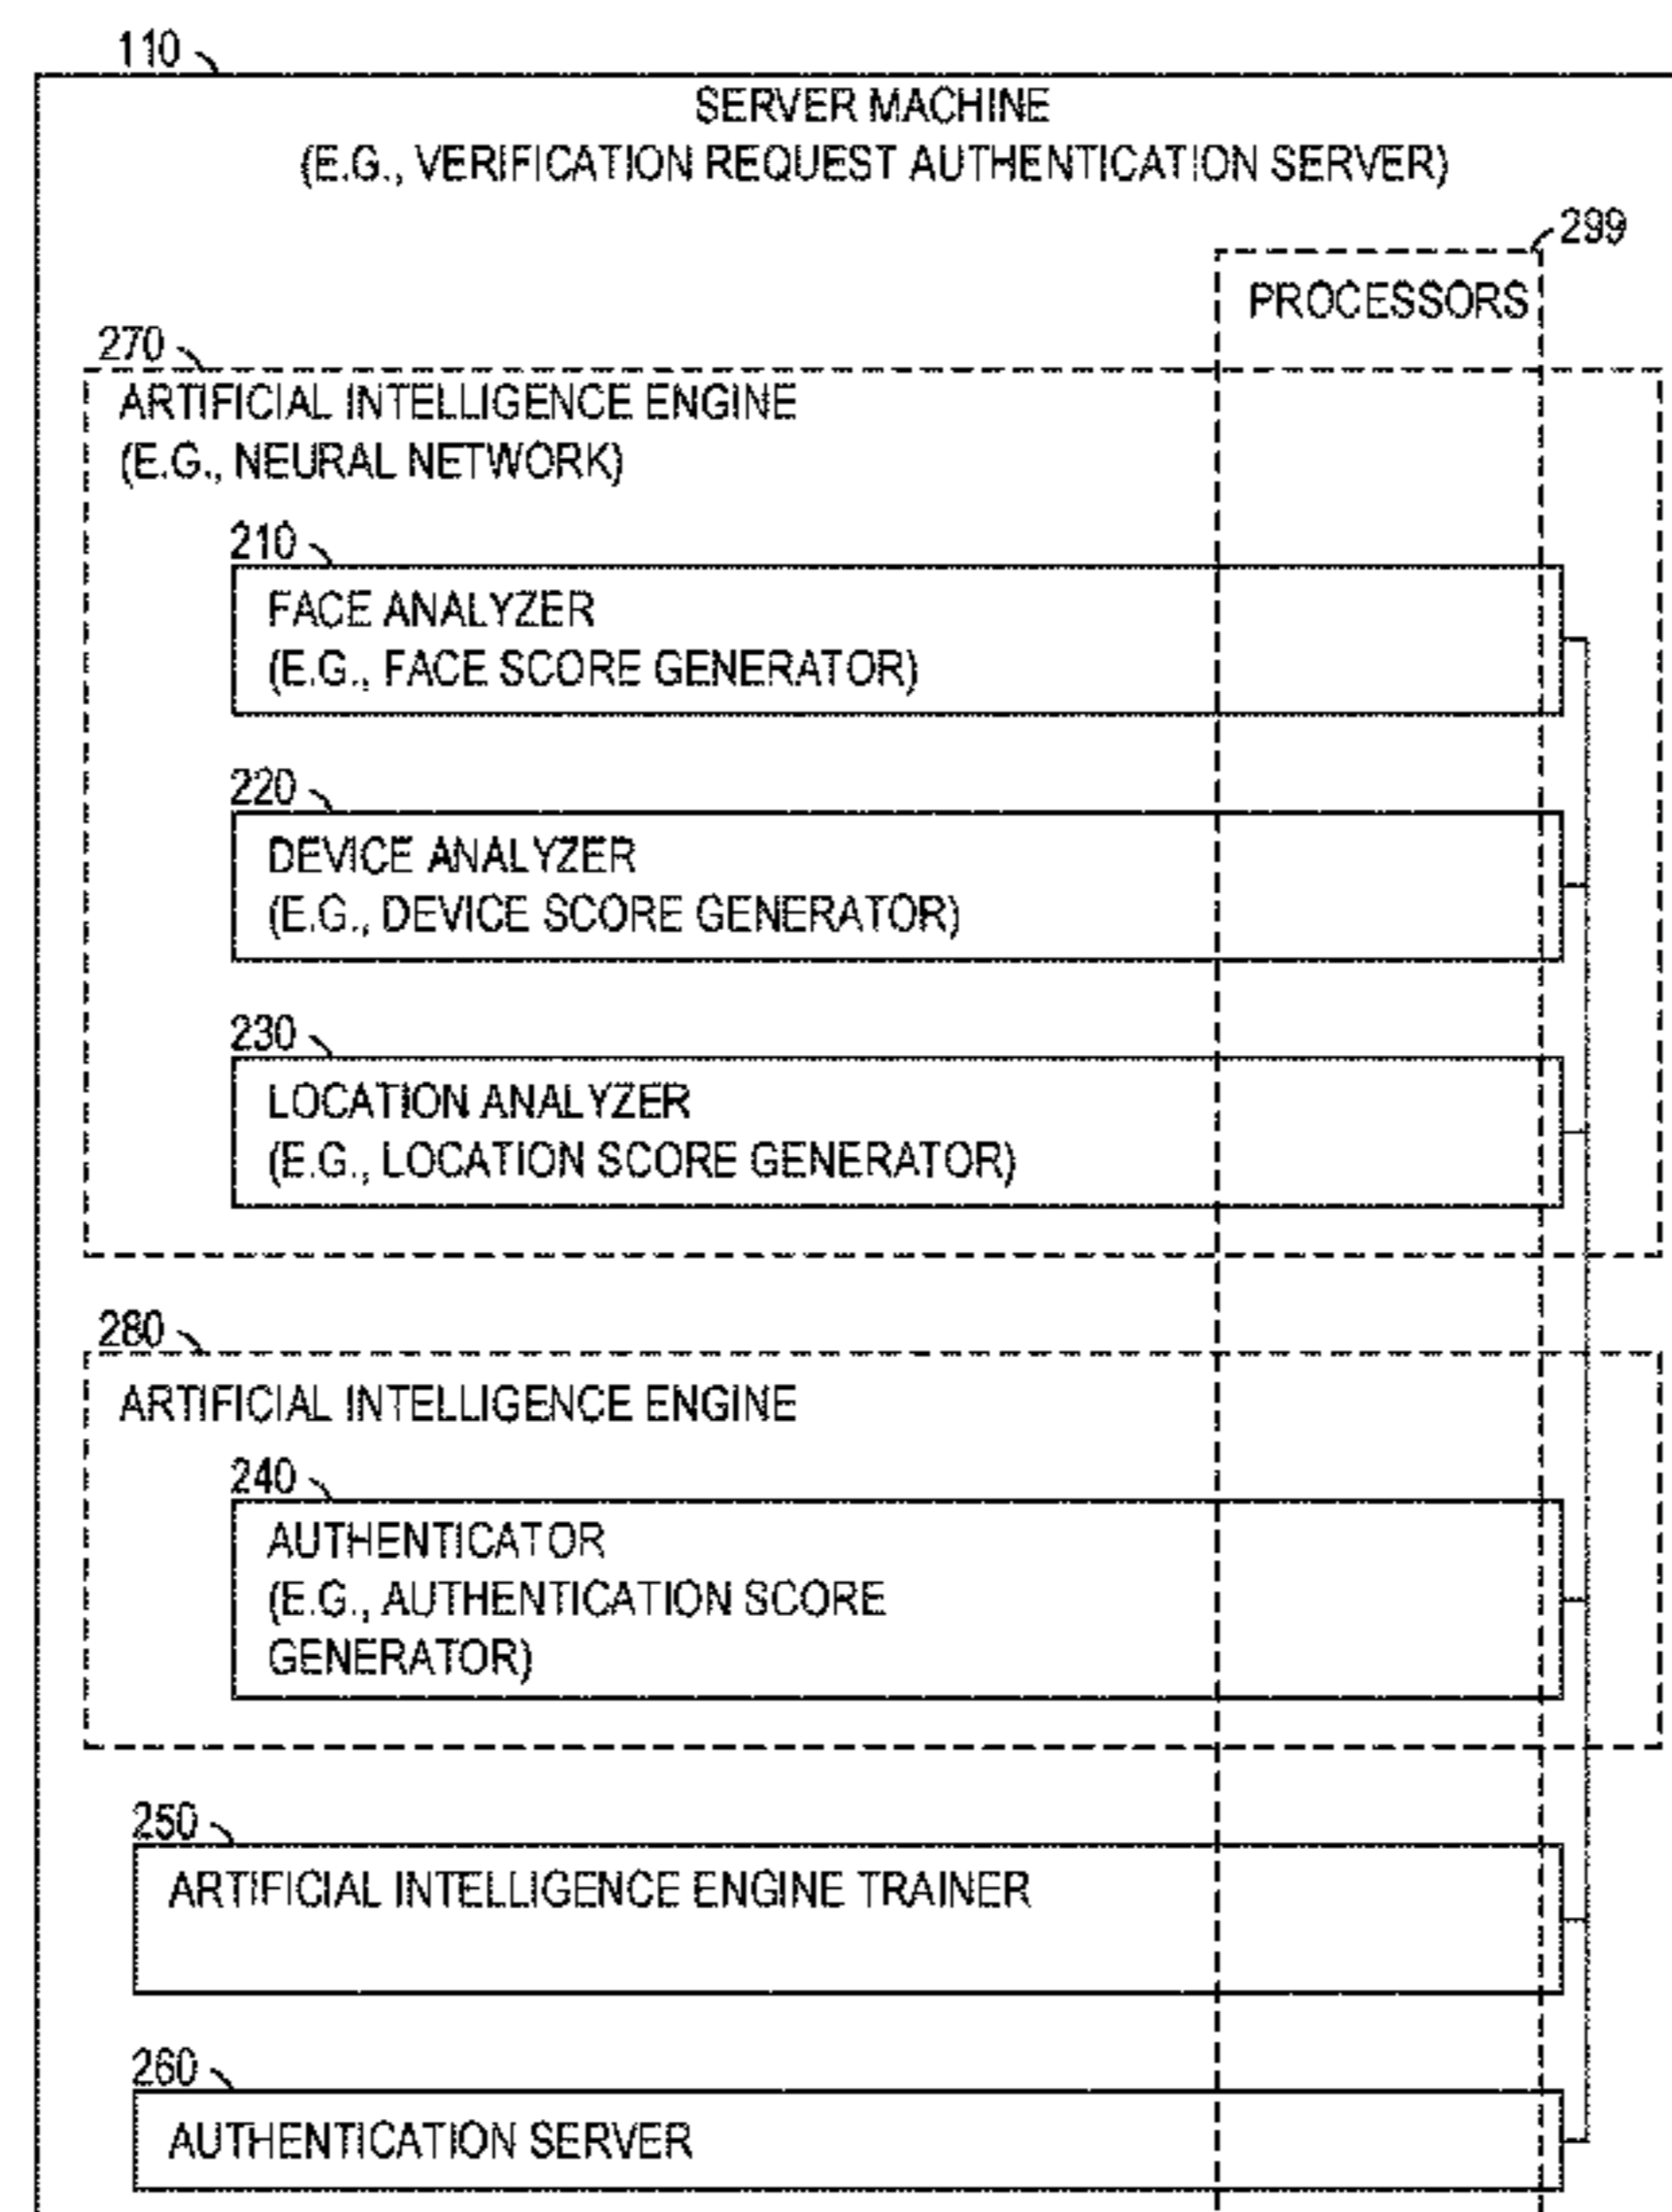 110
SERVER MACHINE
(E.G., VERIFICATION REQUEST AUTHENTICATION SERVER)
299
PROCESSORS
270
ARTIFICIAL INTELLIGENCE ENGINE
(E.G., NEURAL NETWORK)
210
FACE ANALYZER
(E.G., FACE SCORE GENERATOR)
220
DEVICE ANALYZER
(E.G., DEVICE SCORE GENERATOR)
230
LOCATION ANALYZER
(E.G., LOCATION SCORE GENERATOR)
280
ARTIFICIAL INTELLIGENCE ENGINE
240
AUTHENTICATOR
(E.G., AUTHENTICATION SCORE
GENERATOR)
250
ARTIFICIAL INTELLIGENCE ENGINE TRAINER
260
AUTHENTICATION SERVER